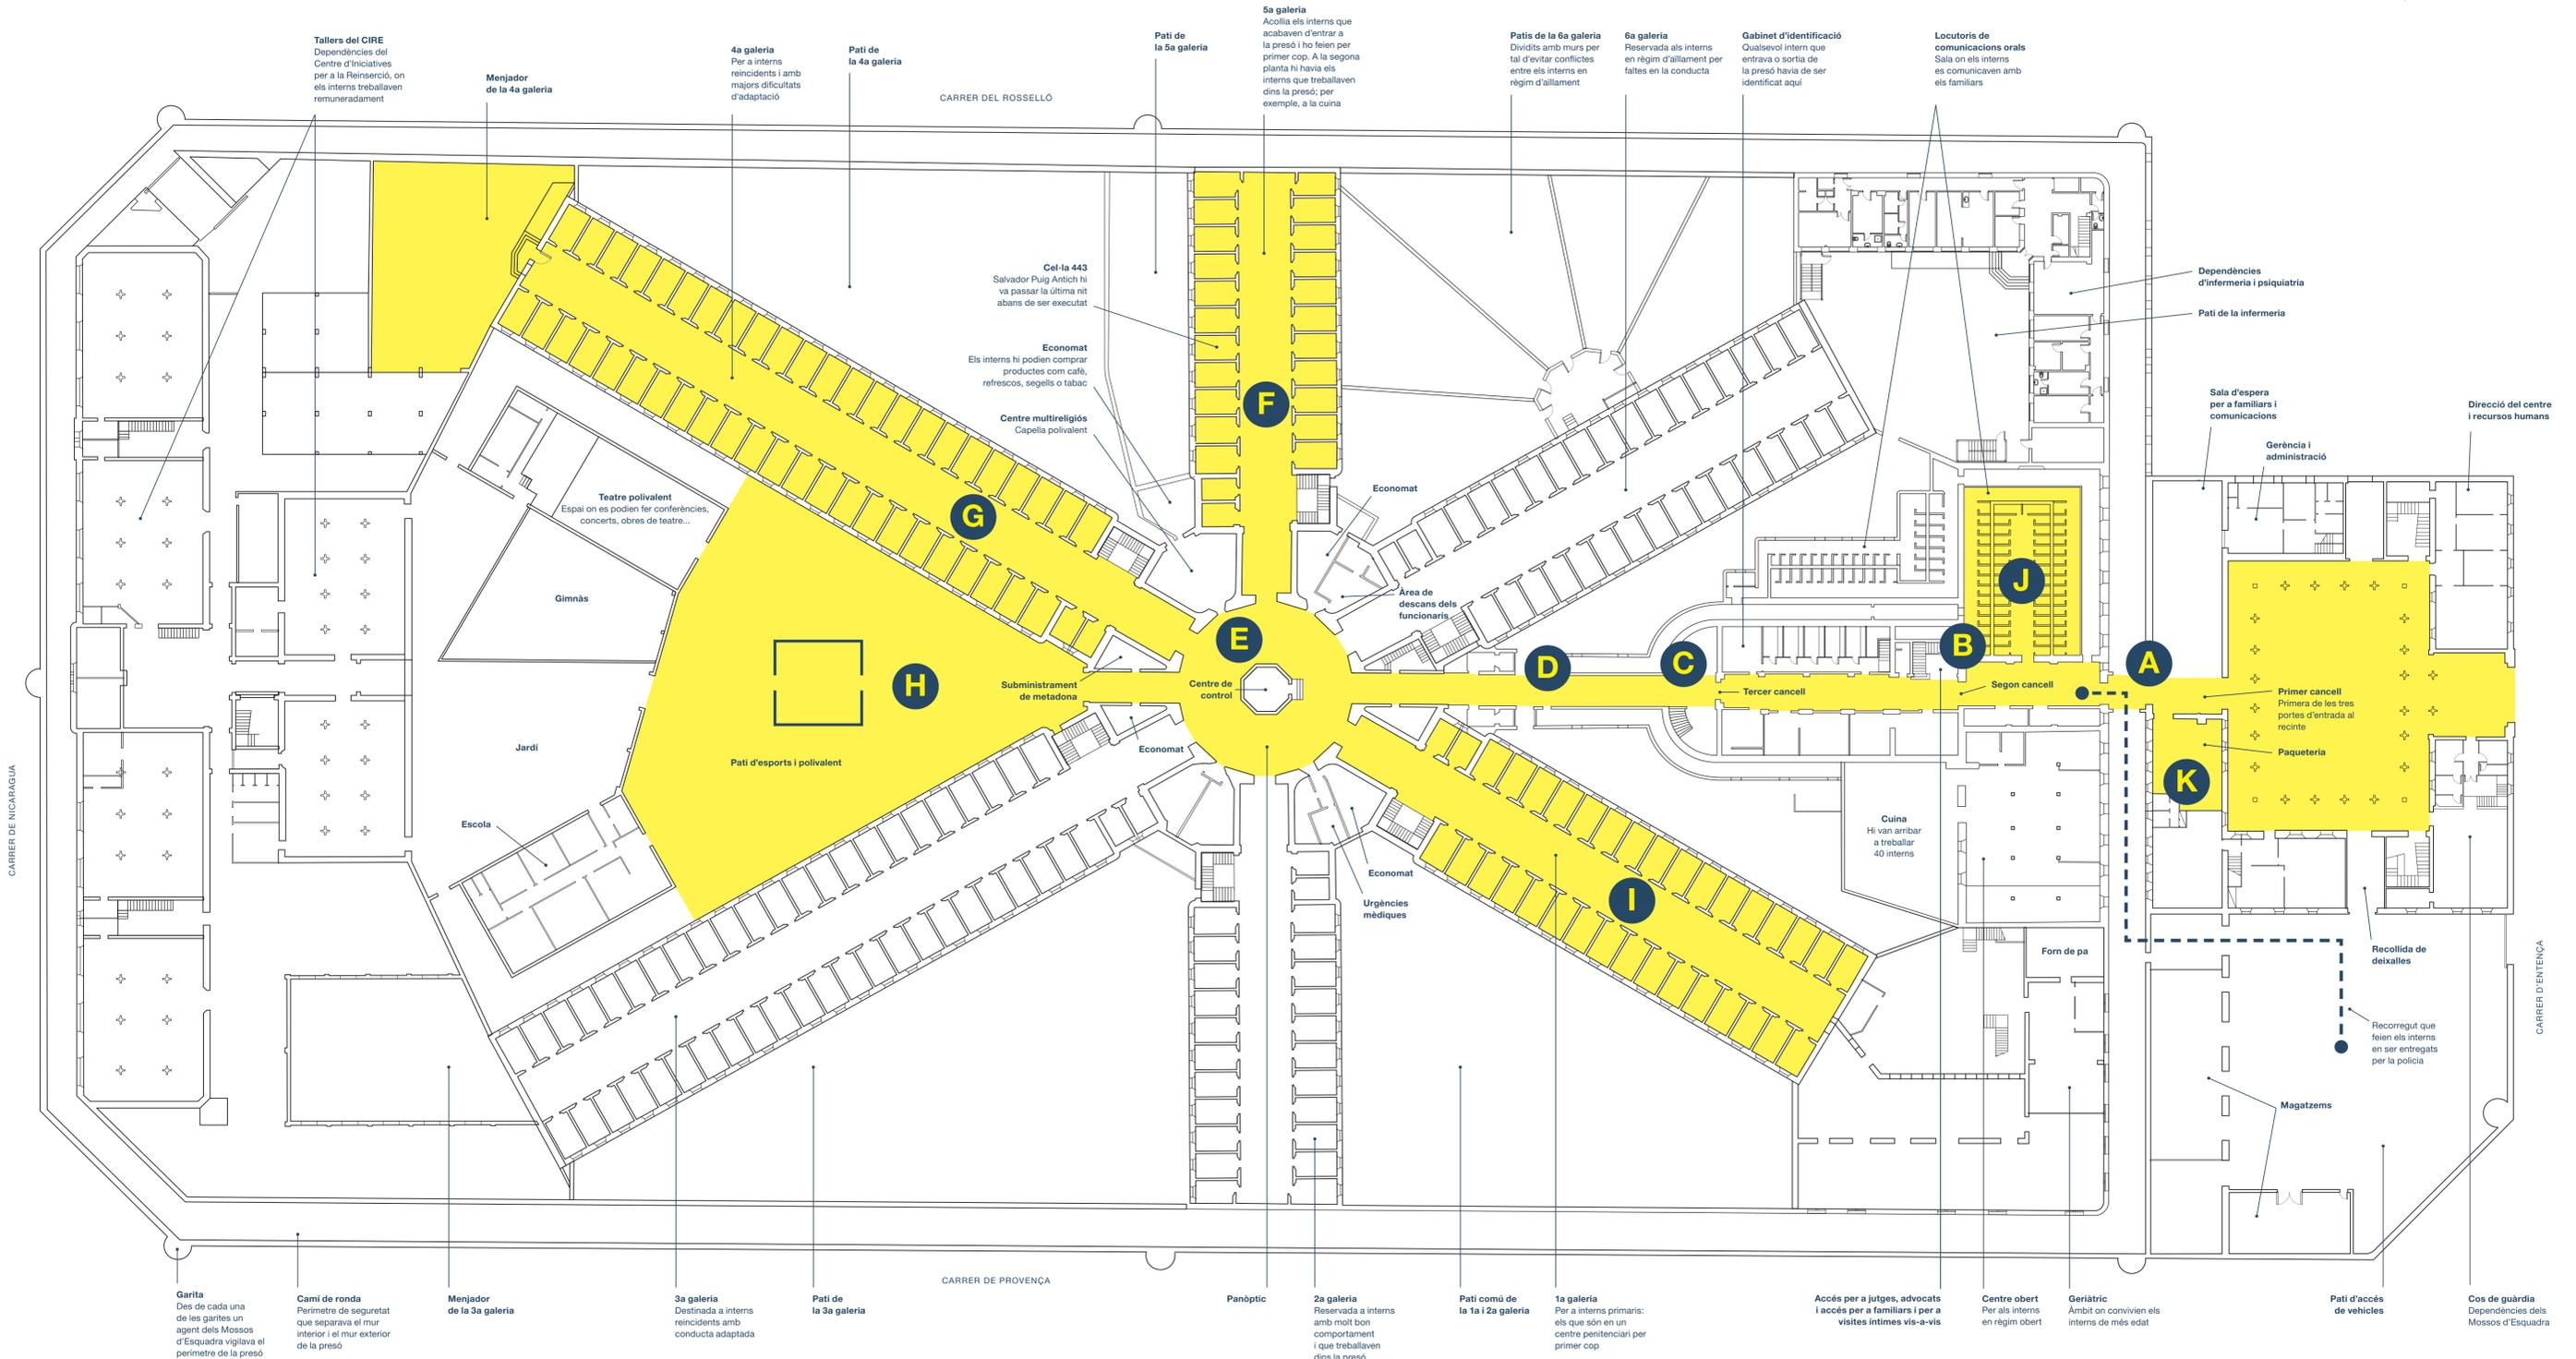 Tallers del CIRE
Dependències del
Centre d'Iniciatives
per a la Reinserció, on
els interns treballaven
remuneradament
Menjador
de la 4a galeria
4a galeria
Per a interns
reincidents i amb
majors dificultats
d'adaptació
Pati de
la 4a galeria
CARRER DEL ROSSELLÓ
Pati de
la 5a galeria
5a galeria
Acollia els interns que
acabaven d'entrar a
la presó i ho feien per
primer cop. A la segona
planta hi havia els
interns que treballaven
dins la presó; per
exemple, a la cuina
Patis de la 6a galeria
Dividits amb murs per
tal d'evitar conflictes
entre els interns en
règim d'aïllament
6a galeria
Reservada als interns
en règim d'aïllament per
faltes en la conducta
Gabinet d'identificació
Qualsevol intern que
entrava o sortia de
la presó havia de ser
identificat aquí
Locutoris de
comunicacions orals
Sala on els interns
es comunicaven amb
els familiars
Cel·la 443
Salvador Puig Antich hi
va passar la última nit
abans de ser executat
Economat
Els interns hi podien comprar
productes com cafè,
refrescos, segells o tabac
Centre multireligiós
Capella polivalent
Dependències
d'infermeria i psiquiatria
Pati de la infermeria
Sala d'espera
per a familiars i
comunicacions
Gerència i
administració
Direcció del centre
i recursos humans
F
G
Teatre polivalent
Espai on es podien fer conferències,
concerts, obres de teatre...
Economat
Gimnàs
Àrea de
descans dels
funcionaris
J
E
B
D
C
A
H
Subministrament
de metadona
Centre de
control
Tercer cancell
Segon cancell
Primer cancell
Primera de les tres
portes d'entrada al
recinte
Paqueteria
K
Jardí
Economat
Pati d'esports i polivalent
Escola
Cuina
Hi van arribar
a treballar
40 interns
Economat
Urgències
mèdiques
I
Forn de pa
Recollida de
deixalles
Recorregut que
feien els interns
en ser entregats
per la policia
Magatzems
CARRER DE NICARAGUA
CARRER D'ENTENÇA
CARRER DE PROVENÇA
Garita
Des de cada una
de les garites un
agent dels Mossos
d'Esquadra vigilava el
perímetre de la presó
Camí de ronda
Perímetre de seguretat
que separava el mur
interior i el mur exterior
de la presó
Menjador
de la 3a galeria
3a galeria
Destinada a interns
reincidents amb
conducta adaptada
Pati de
la 3a galeria
Panòptic
2a galeria
Reservada a interns
amb molt bon
comportament
i que treballaven
dins la presó
Pati comú de
la 1a i 2a galeria
1a galeria
Per a interns primaris:
els que són en un
centre penitenciari per
primer cop
Accés per a jutges, advocats
i accés per a familiars i per a
visites íntimes vis-a-vis
Centre obert
Per als interns
en règim obert
Geriàtric
Àmbit on convivien els
interns de més edat
Pati d'accés
de vehicles
Cos de guàrdia
Dependències dels
Mossos d'Esquadra